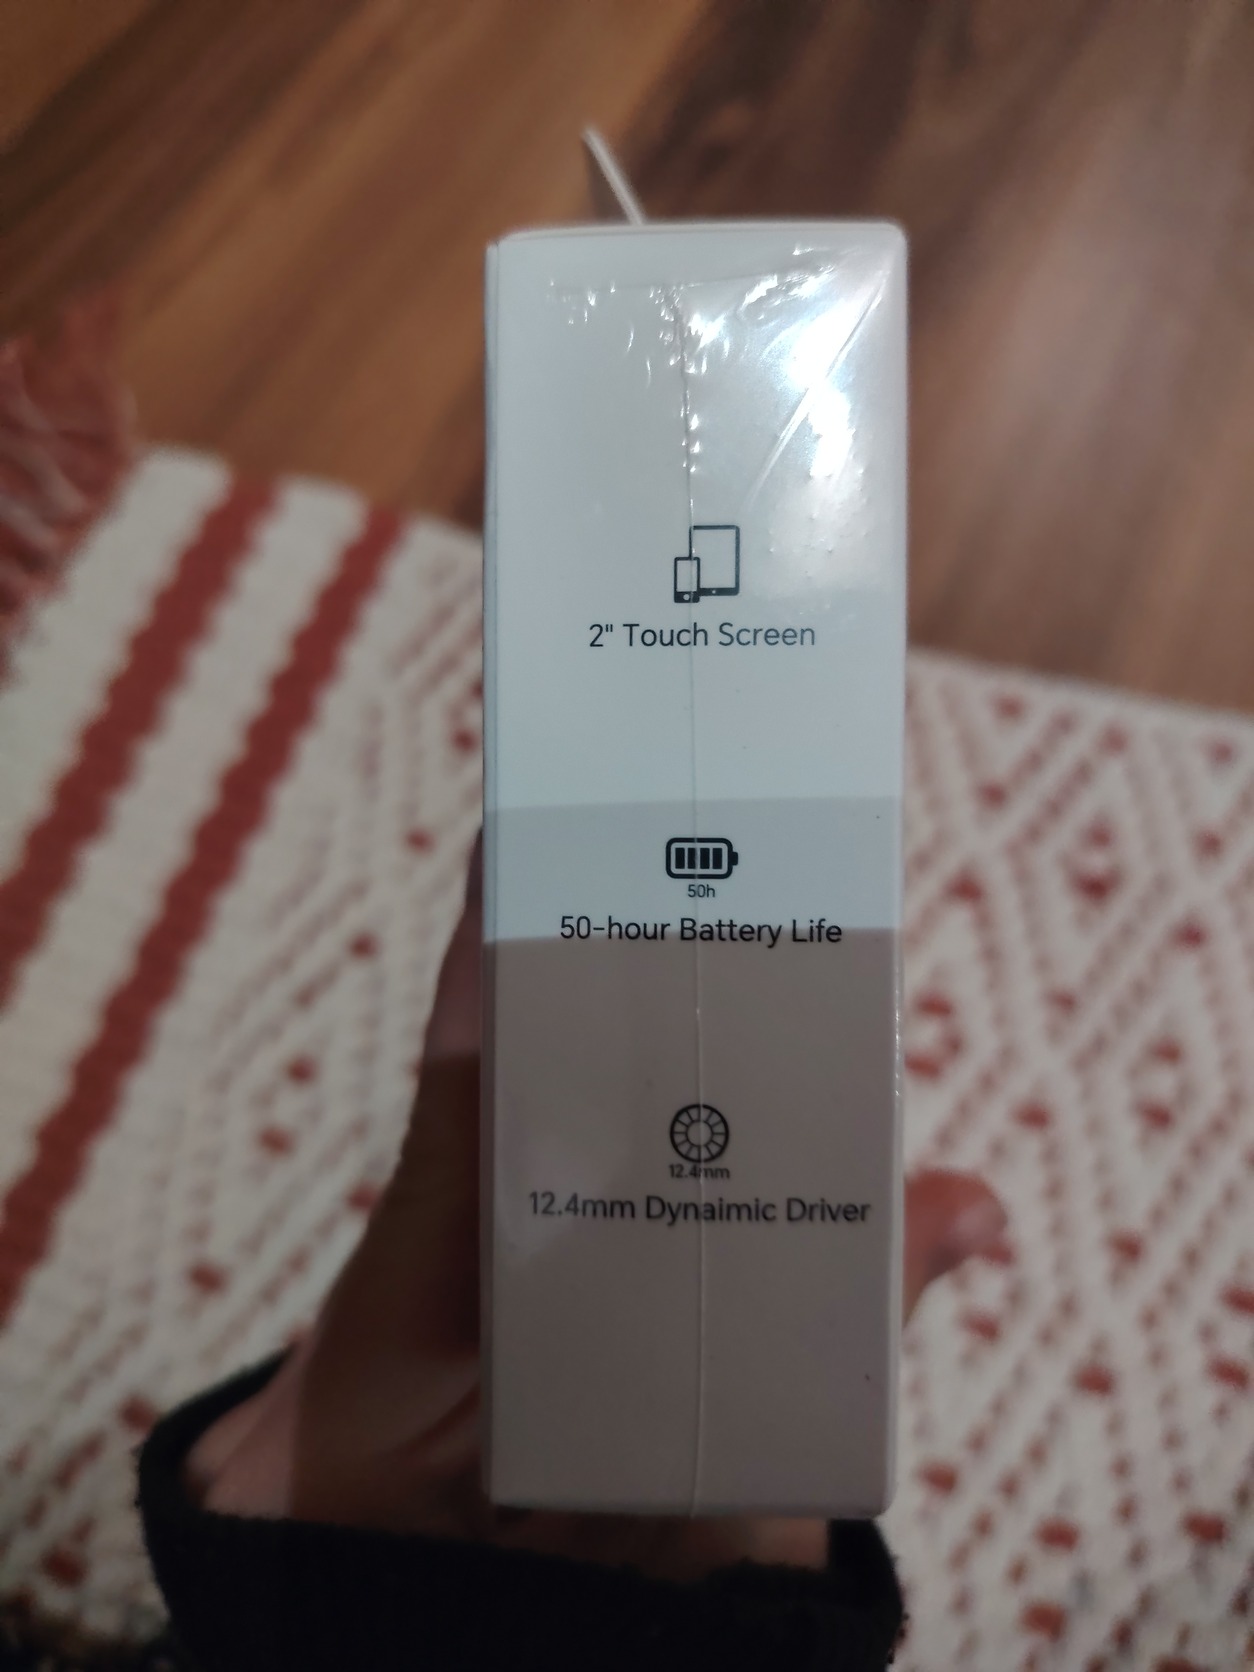 2" Touch Screen
50h
50-hour Battery Life
12.4mm
12.4mm Dynaimic Driver